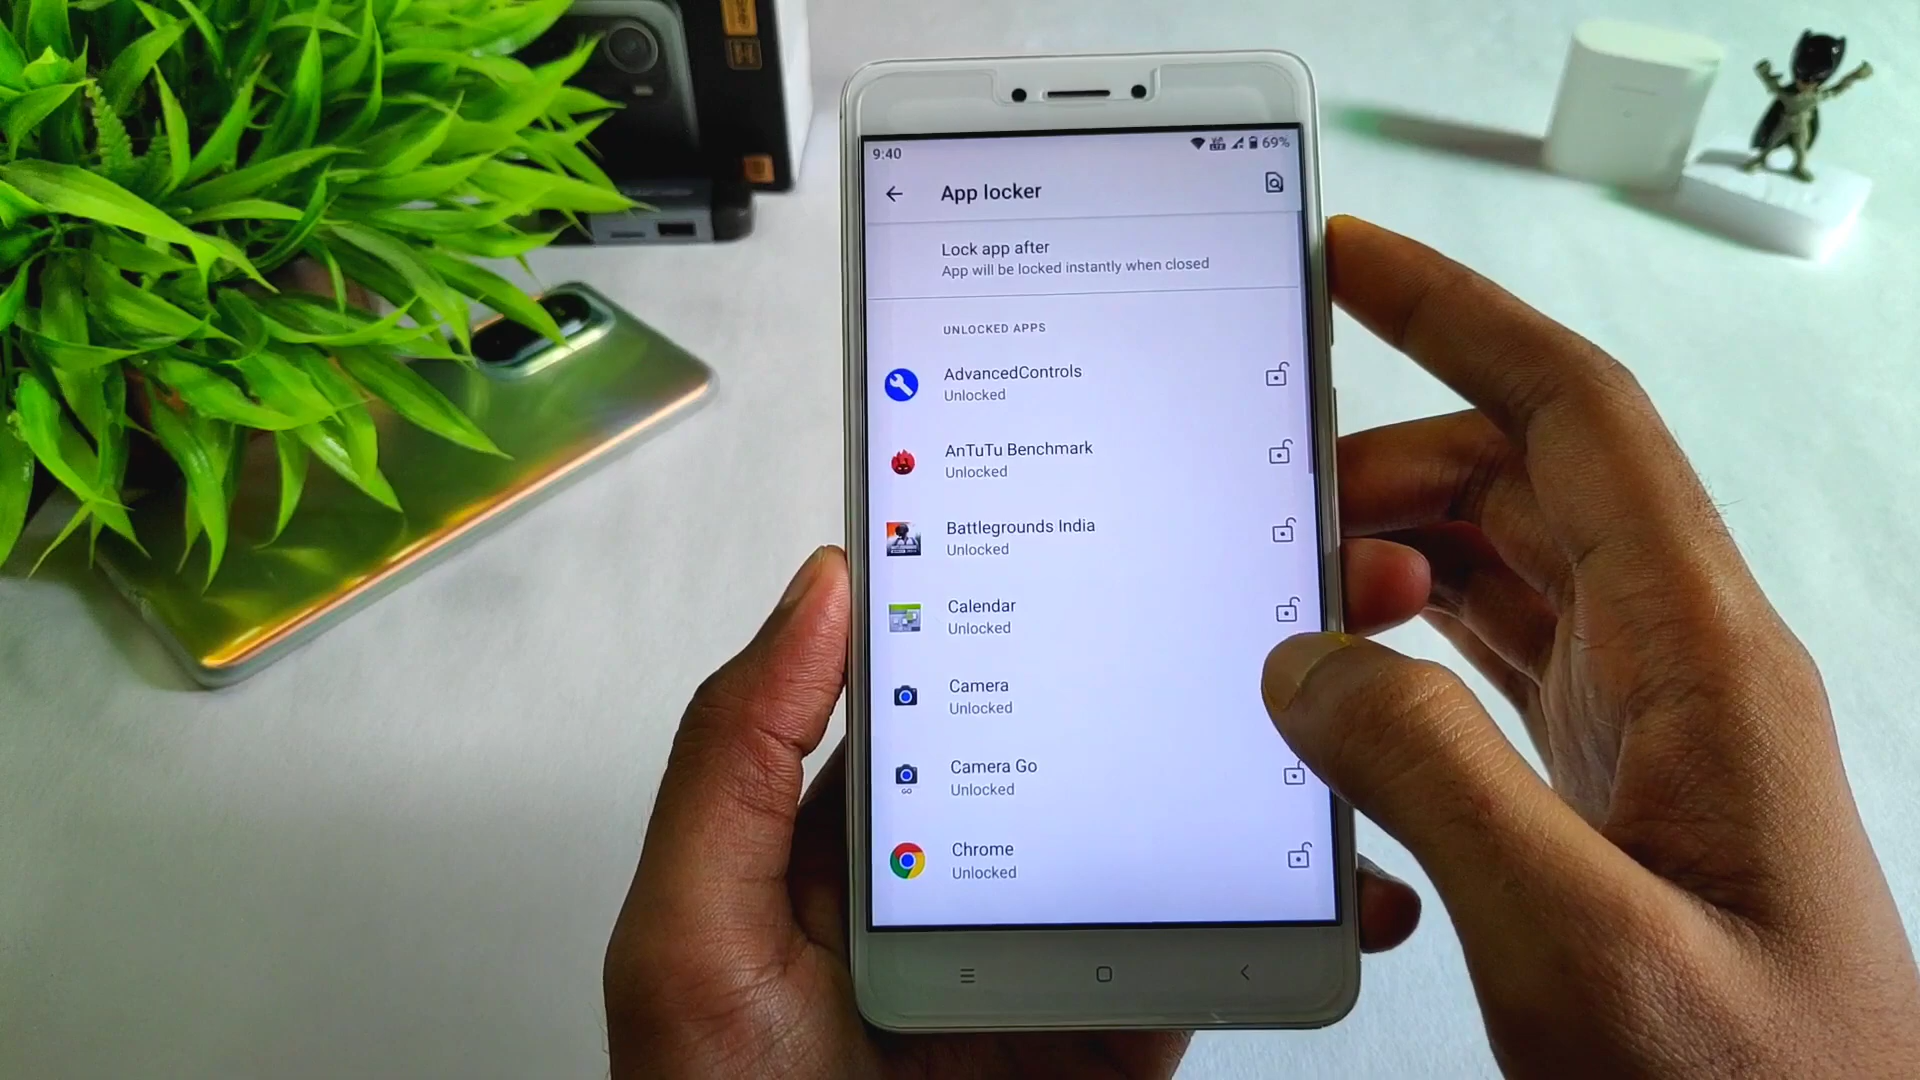 9:40
69%
App locker
Lock app after
App will be locked instantly when closed
UNLOCKED APPS
AdvancedControls
Unlocked
AnTuTu Benchmark
Unlocked
Battlegrounds India
Unlocked
Calendar
Unlocked
Camera
Unlocked
Camera Go
Unlocked
Chrome
Unlocked